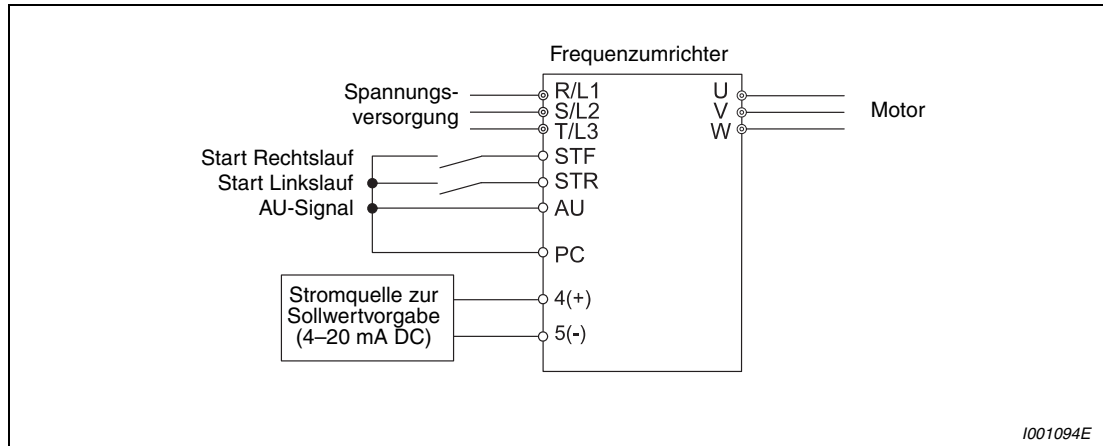 Frequenzumrichter
Spannungs-
versorgung
R/L1
S/L2
T/L3
U
V
W
Motor
Start Rechtslauf
STF
Start Linkslauf
STR
AU-Signal
AU
PC
Stromquelle zur
Sollwertvorgabe
(4–20 mA DC)
4(+)
5(-)
I001094E